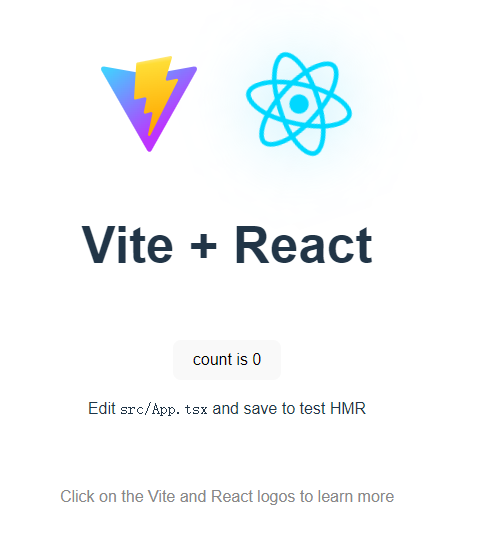 Vite + React
count is 0
Edit src/App.tsx and save to test HMR
Click on the Vite and React logos to learn more